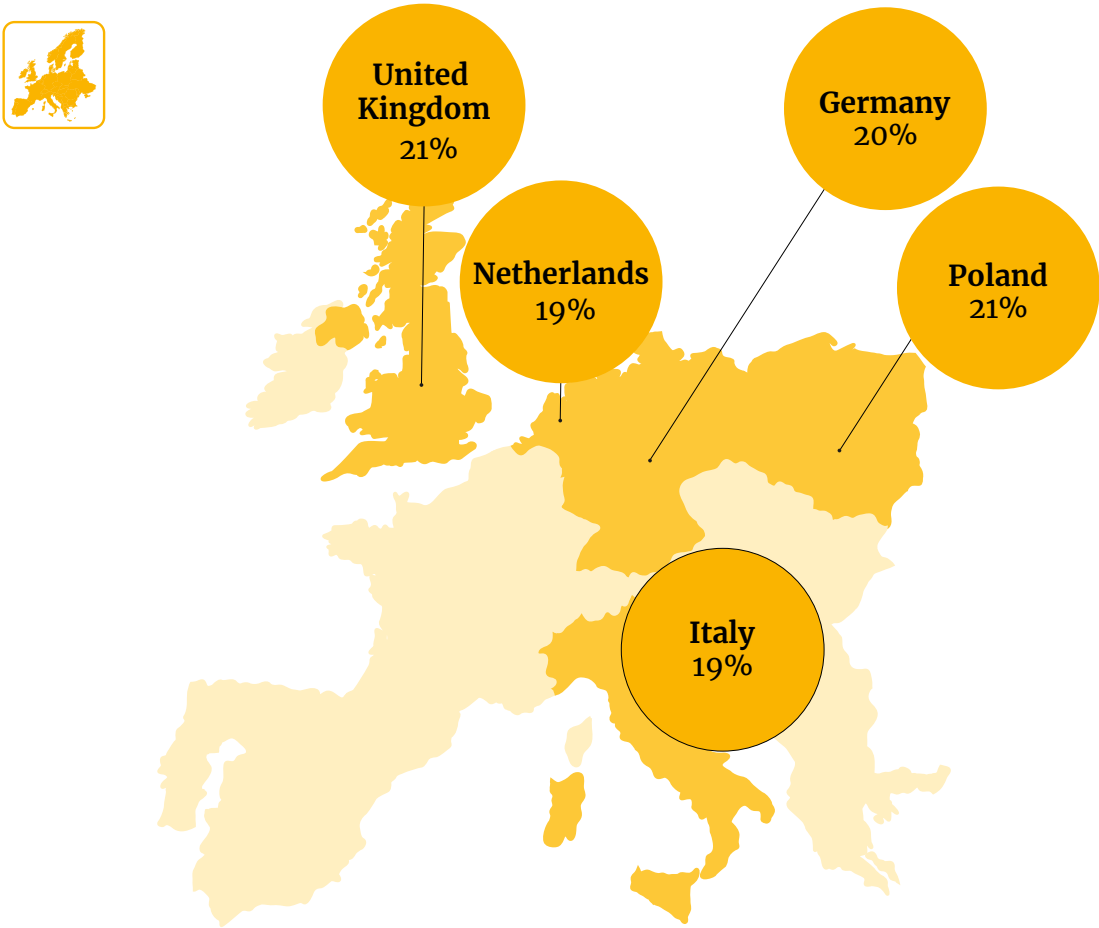 United
Kingdom
21%
Germany
20%
Netherlands
19%
Poland
21%
Italy
19%